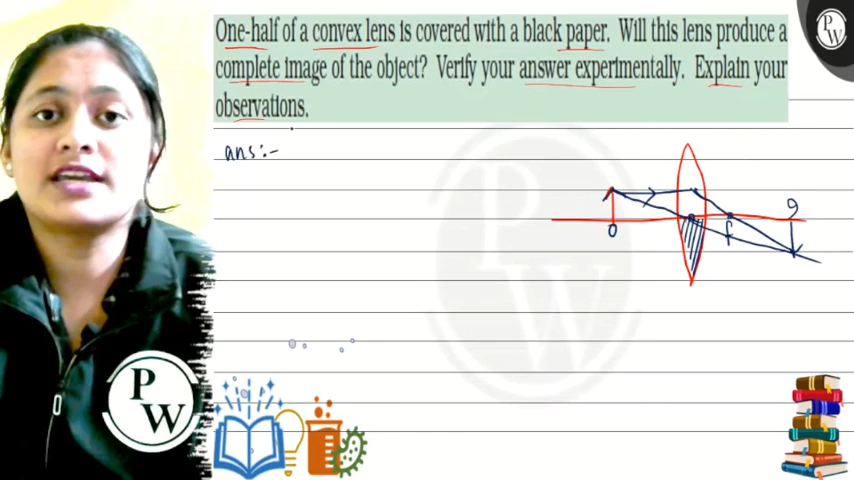 One-half of a convex lens is covered with a black paper. Will this lens produce a
complete image of the object? Verify your answer experimentally. Explain your
observations.
ans:-
O
f
g
P
W
P
W